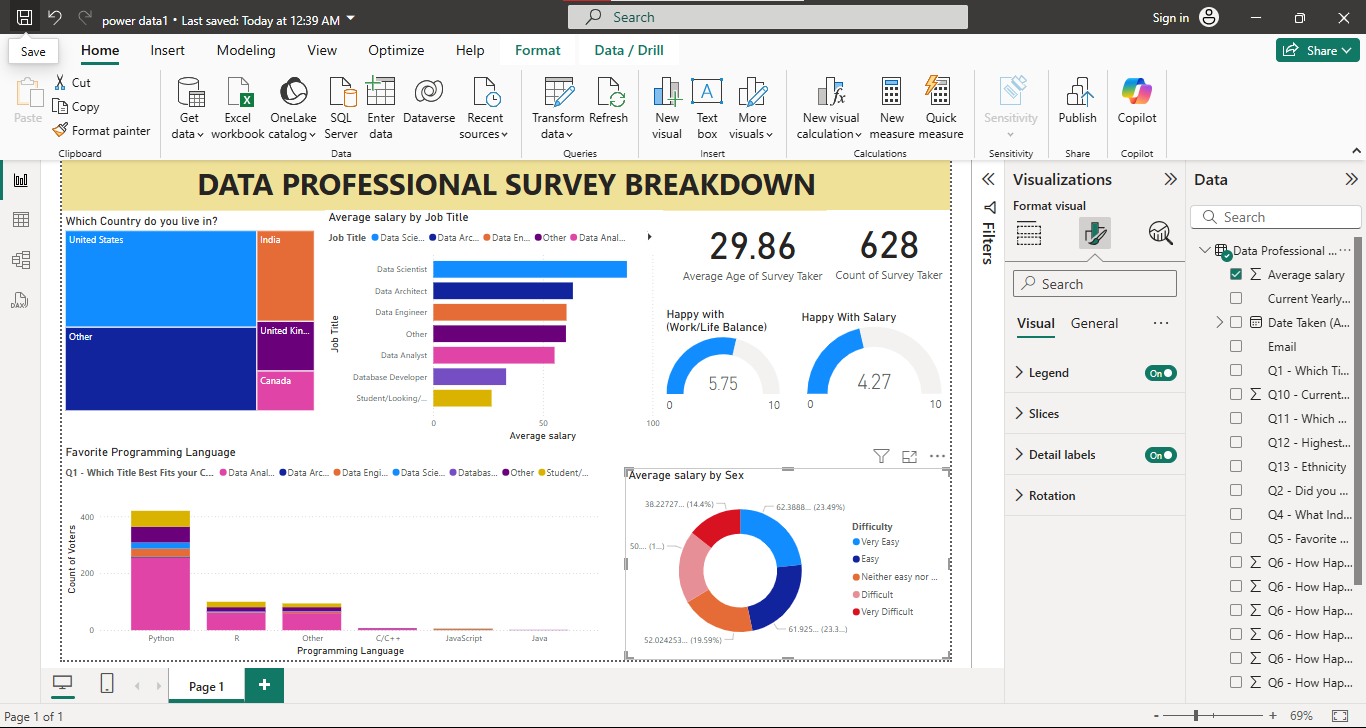 power data1 • Last saved: Today at 12:39 AM
Search
Sign in
Save
Home
Insert
Modeling
View
Optimize
Help
Format
Data / Drill
Share
Paste
Cut
Copy
Format painter
Clipboard
Get data
Excel workbook
OneLake catalog
SQL Server
Enter data
Dataverse
Recent sources
Data
Transform data
Refresh
Queries
New visual
Text box
More visuals
Insert
New visual calculation
New measure
Quick measure
Calculations
Sensitivity
Sensitivity
Publish
Share
Copilot
Copilot
DATA PROFESSIONAL SURVEY BREAKDOWN
Which Country do you live in?
United States
India
Other
United Kin...
Canada
Average salary by Job Title
Job Title Data Scie... Data Arc... Data En... Other Data Anal...
Job Title
Data Scientist
Data Architect
Data Engineer
Other
Data Analyst
Database Developer
Student/Looking/...
0 50 100
Average salary
29.86
Average Age of Survey Taker
628
Count of Survey Taker
Happy with
(Work/Life Balance)
5.75
0 10
Happy With Salary
4.27
0 10
Favorite Programming Language
Q1 - Which Title Best Fits your C... Data Anal... Data Arc... Data Engi... Data Scie... Databas... Other Student/...
Count of Voters
400
200
0
Python R Other C/C++ JavaScript Java
Programming Language
Average salary by Sex
38.22727... (14.4%)
62.3888... (23.49%)
50.... (1...)
52.024253... (19.59%)
61.925... (23.3...)
Difficulty
Very Easy
Easy
Neither easy nor ...
Difficult
Very Difficult
Filters
Visualizations
Format visual
Search
Visual
General
Legend
On
Slices
Detail labels
On
Rotation
Data
Search
Data Professional ...
Average salary
Current Yearly...
Date Taken (A...
Email
Q1 - Which Ti...
Q10 - Current...
Q11 - Which ...
Q12 - Highest...
Q13 - Ethnicity
Q2 - Did you ...
Q4 - What Ind...
Q5 - Favorite ...
Q6 - How Hap...
Q6 - How Hap...
Q6 - How Hap...
Q6 - How Hap...
Q6 - How Hap...
Q6 - How Hap...
DAX
Page 1
Page 1 of 1
- + 69%